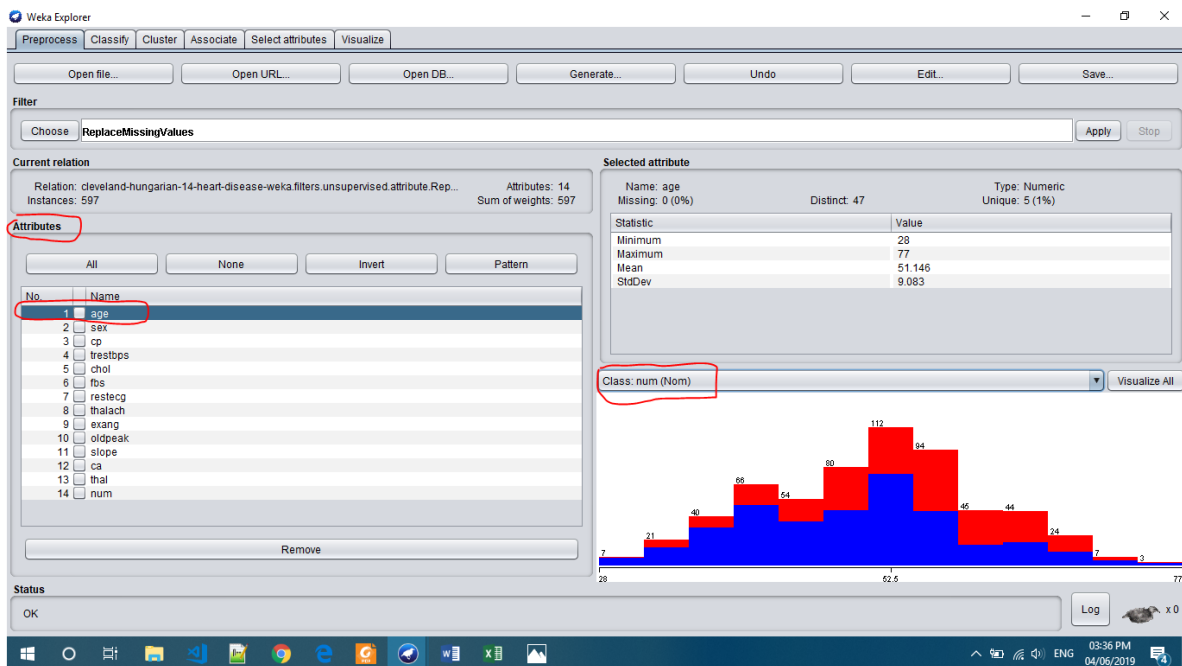 Weka Explorer
Preprocess Classify Cluster Associate Select attributes Visualize
Open file... Open URL... Open DB... Generate... Undo Edit... Save...
Filter
Choose ReplaceMissingValues Apply Stop
Current relation
Relation: cleveland-hungarian-14-heart-disease-weka.filters.unsupervised.attribute.Rep... Attributes: 14
Instances: 597 Sum of weights: 597
Attributes
All None Invert Pattern
No. Name
1 age
2 sex
3 cp
4 trestbps
5 chol
6 fbs
7 restecg
8 thalach
9 exang
10 oldpeak
11 slope
12 ca
13 thal
14 num
Remove
Selected attribute
Name: age Type: Numeric
Missing: 0 (0%) Distinct: 47 Unique: 5 (1%)
Statistic Value
Minimum 28
Maximum 77
Mean 51.146
StdDev 9.083
Class: num (Nom) Visualize All
7 21 40 66 54 80 112 94 45 44 24 7 3
28 52.5 77
Status
OK
Log x 0
ENG 03:36 PM
04/06/2019
4